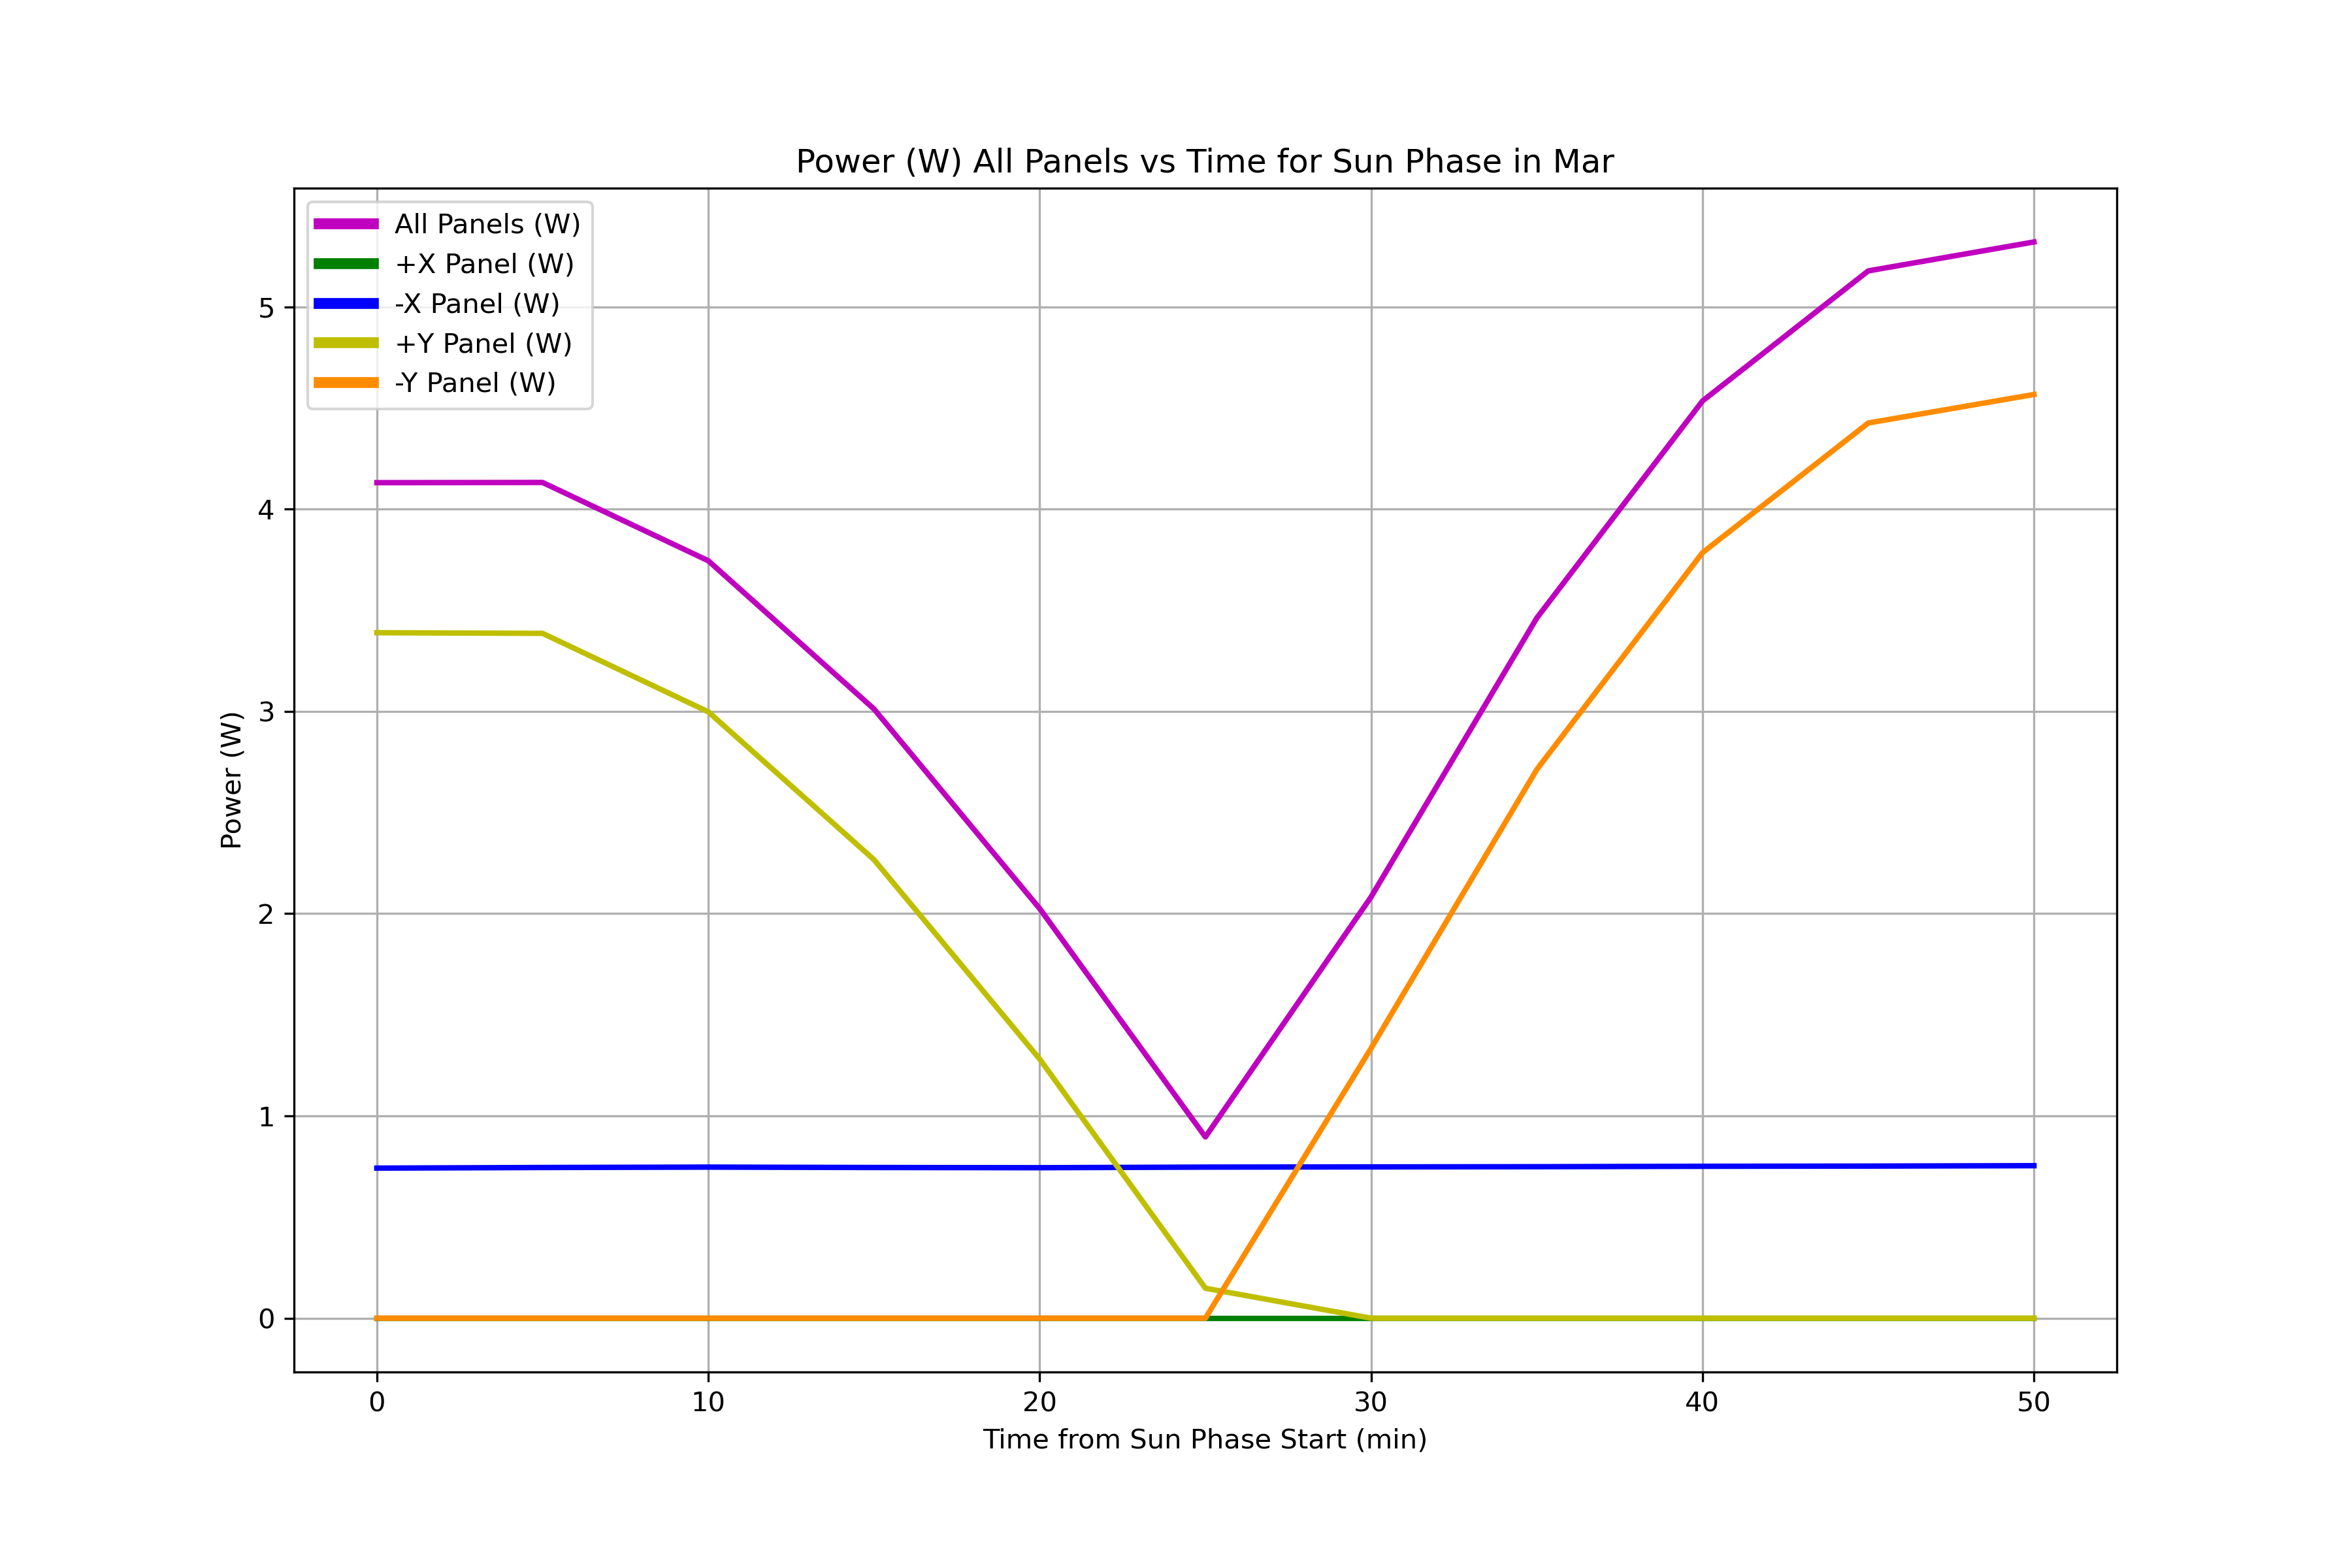 Power (W) All Panels vs Time for Sun Phase in Mar
All Panels (W)
+X Panel (W)
-X Panel (W)
+Y Panel (W)
-Y Panel (W)
5
4
3
2
1
0
Power (W)
0 10 20 30 40 50
Time from Sun Phase Start (min)